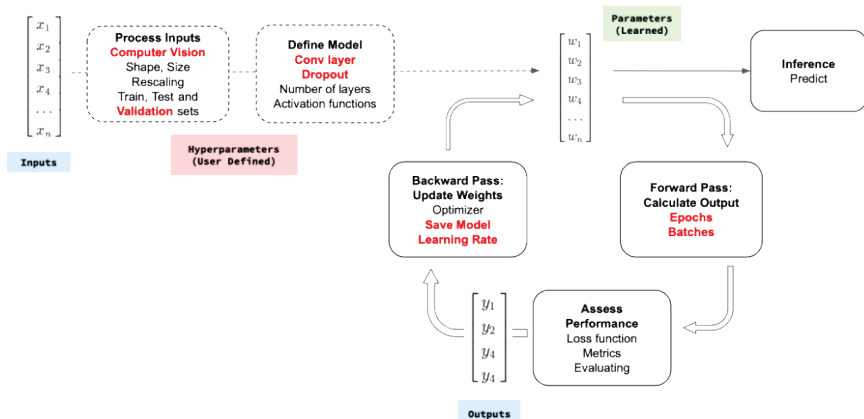 x₁
x₂
x₃
x₄
...
xₙ
Inputs
Process Inputs
Computer Vision
Shape, Size
Rescaling
Train, Test and
Validation sets
Define Model
Conv layer
Dropout
Number of layers
Activation functions
Hyperparameters
(User Defined)
Parameters
(Learned)
w₁
w₂
w₃
w₄
...
wₙ
Inference
Predict
Backward Pass:
Update Weights
Optimizer
Save Model
Learning Rate
Forward Pass:
Calculate Output
Epochs
Batches
y₁
y₂
y₄
y₄
Assess
Performance
Loss function
Metrics
Evaluating
Outputs